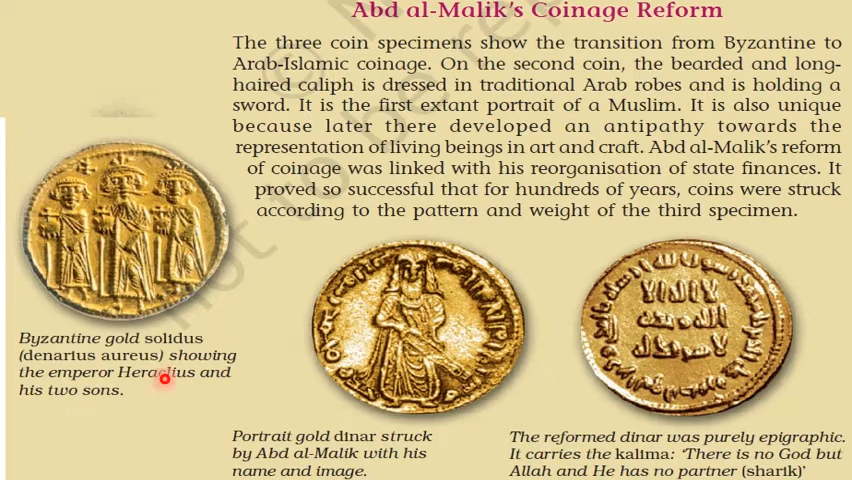 Abd al-Malik's Coinage Reform
The three coin specimens show the transition from Byzantine to
Arab-Islamic coinage. On the second coin, the bearded and long-
haired caliph is dressed in traditional Arab robes and is holding a
sword. It is the first extant portrait of a Muslim. It is also unique
because later there developed an antipathy towards the
representation of living beings in art and craft. Abd al-Malik's reform
of coinage was linked with his reorganisation of state finances. It
proved so successful that for hundreds of years, coins were struck
according to the pattern and weight of the third specimen.
Byzantine gold solidus
(denarius aureus) showing
the emperor Heraclius and
his two sons.
Portrait gold dinar struck
by Abd al-Malik with his
name and image.
The reformed dinar was purely epigraphic.
It carries the kalima: 'There is no God but
Allah and He has no partner (sharik)'
not to be rep